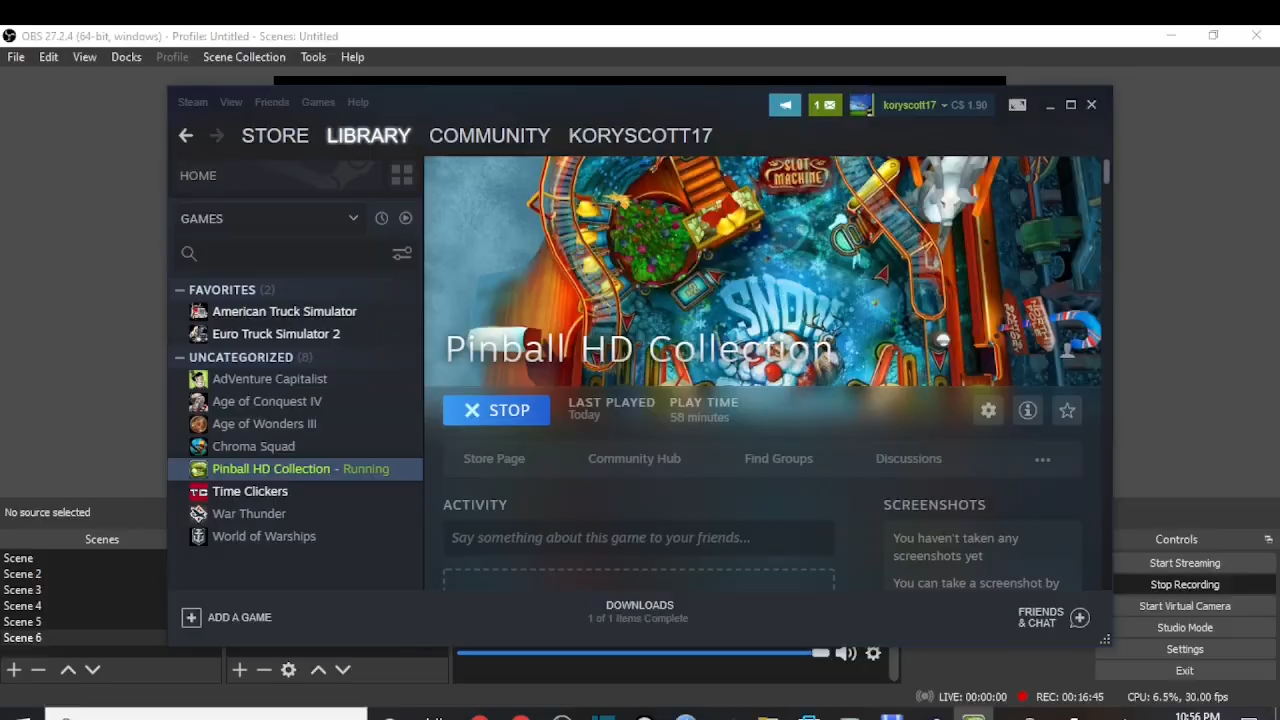 OBS 27.2.4 (64-bit, windows) - Profile: Untitled - Scenes: Untitled
File Edit View Docks Profile Scene Collection Tools Help
Steam View Friends Games Help
1
koryscott17
C$ 1.90
STORE LIBRARY COMMUNITY KORYSCOTT17
HOME
GAMES
FAVORITES (2)
American Truck Simulator
Euro Truck Simulator 2
UNCATEGORIZED (8)
AdVenture Capitalist
Age of Conquest IV
Age of Wonders III
Chroma Squad
Pinball HD Collection - Running
Time Clickers
War Thunder
World of Warships
ADD A GAME
SLOT
MACHINE
SNOW
Pinball HD Collection
STOP
LAST PLAYED
Today
PLAY TIME
58 minutes
Store Page Community Hub Find Groups Discussions
ACTIVITY
Say something about this game to your friends...
SCREENSHOTS
You haven't taken any
screenshots yet
You can take a screenshot by
DOWNLOADS
1 of 1 Items Complete
FRIENDS
& CHAT
No source selected
Scenes
Scene
Scene 2
Scene 3
Scene 4
Scene 5
Scene 6
Controls
Start Streaming
Stop Recording
Start Virtual Camera
Studio Mode
Settings
Exit
LIVE: 00:00:00
REC: 00:16:45
CPU: 6.5%, 30.00 fps
10:56 PM